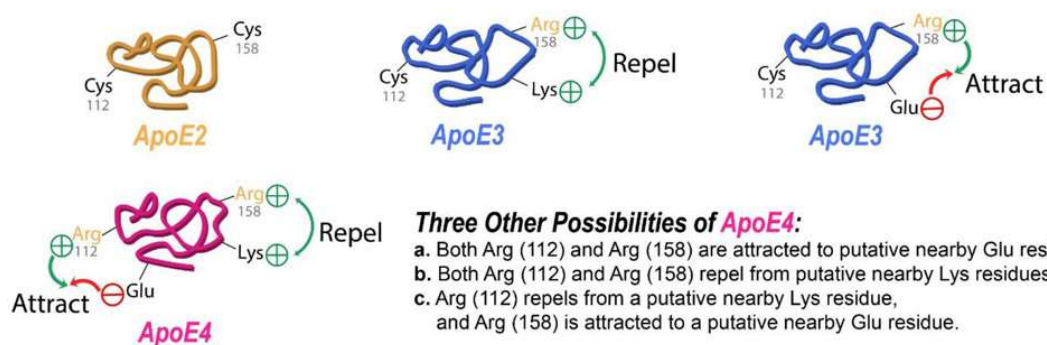 Cys
158
Cys
112
ApoE2
Arg
158
Cys
112
Lys
Repel
ApoE3
Arg
158
Cys
112
Glu
Attract
ApoE3
Arg
158
Arg
112
Lys
Repel
Glu
Attract
ApoE4
Three Other Possibilities of ApoE4:
a. Both Arg (112) and Arg (158) are attracted to putative nearby Glu res
b. Both Arg (112) and Arg (158) repel from putative nearby Lys residues
c. Arg (112) repels from a putative nearby Lys residue,
and Arg (158) is attracted to a putative nearby Glu residue.